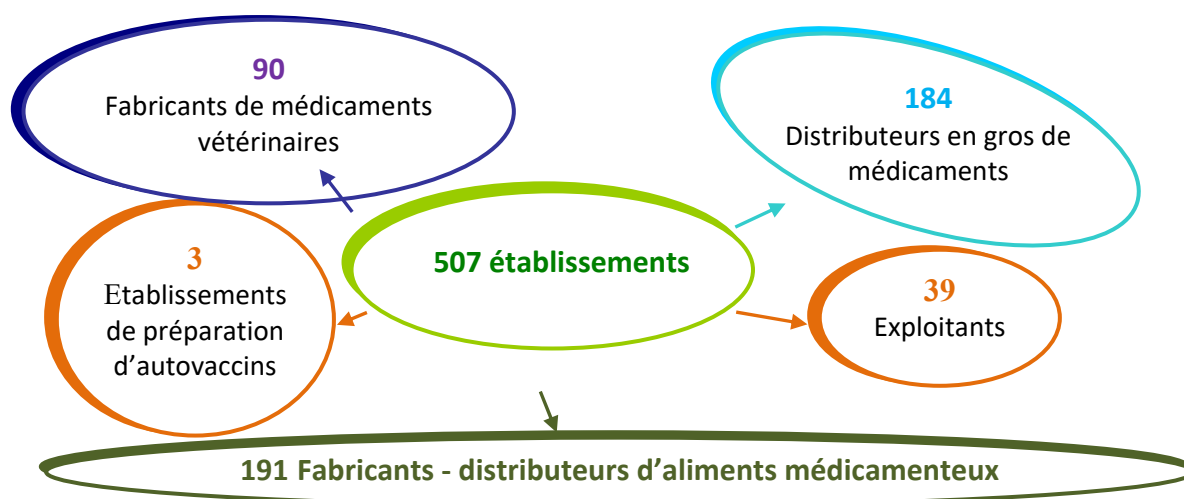 90
Fabricants de médicaments
vétérinaires
184
Distributeurs en gros de
médicaments
507 établissements
3
Etablissements
de préparation
d’autovaccins
39
Exploitants
191 Fabricants - distributeurs d’aliments médicamenteux